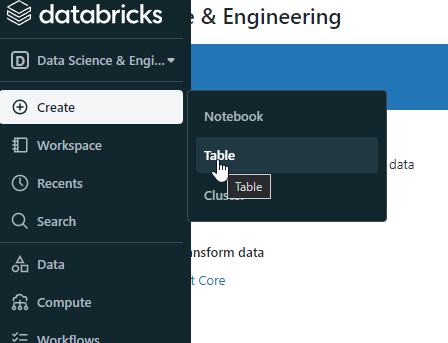 databricks
e & Engineering
D Data Science & Engi...
Create
Notebook
Workspace
Table
data
Recents
Table
Cluster
Search
ansform data
Data
t Core
Compute
Workflows